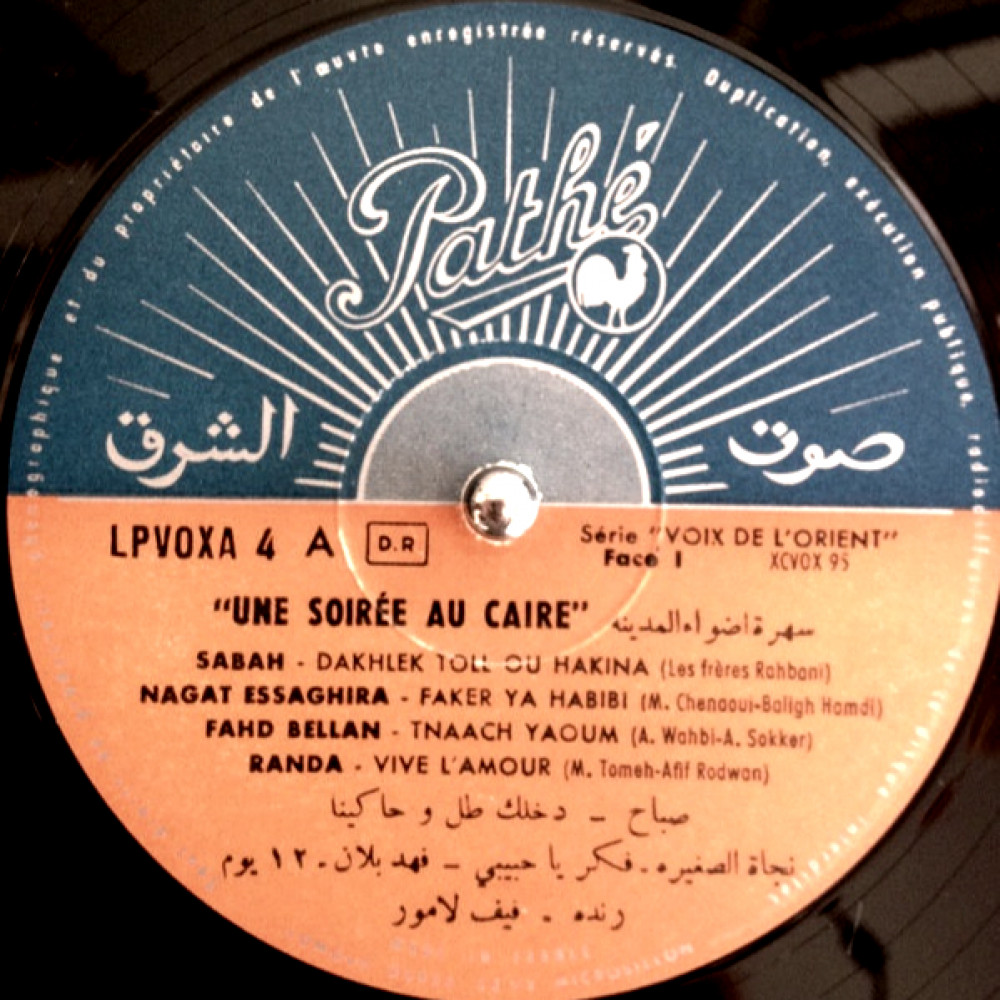 phonographique et du propriétaire de l'œuvre enregistrée réservés. Duplication, exécution publique,
Pathé
صوت الشرق
LPVOXA 4 A D.R Série "VOIX DE L'ORIENT"
Face 1 XCVOX 95
"UNE SOIRÉE AU CAIRE" سهرة اضواء المدينه
SABAH - DAKHLEK TOLL OU HAKINA (Les frères Rahbani)
NAGAT ESSAGHIRA - FAKER YA HABIBI (M. Chenaoui-Baligh Hamdi)
FAHD BELLAN - TNAACH YAOUM (A. Wahbi-A. Sakker)
RANDA - VIVE L'AMOUR (M. Tomeh-Afif Radwan)
صباح - دخلك طل و حاكينا
نجاة الصغيره - فكر يا حبيبي - فهد بلان - ١٢ يوم
رنده - فيف لامور